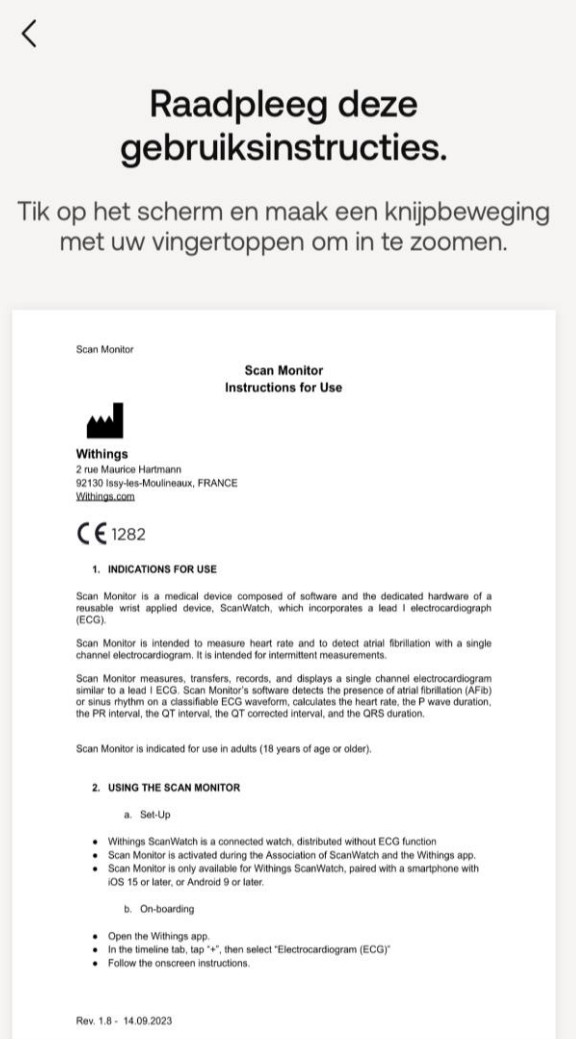 Raadpleeg deze
gebruiksinstructies.
Tik op het scherm en maak een knijpbeweging
met uw vingertoppen om in te zoomen.
Scan Monitor
Scan Monitor
Instructions for Use
Withings
2 rue Maurice Hartmann
92130 Issy-les-Moulineaux, FRANCE
Withings.com
CE 1282
1. INDICATIONS FOR USE
Scan Monitor is a medical device composed of software and the dedicated hardware of a
reusable wrist applied device, ScanWatch, which incorporates a lead I electrocardiograph
(ECG).
Scan Monitor is intended to measure heart rate and to detect atrial fibrillation with a single
channel electrocardiogram. It is intended for intermittent measurements.
Scan Monitor measures, transfers, records, and displays a single channel electrocardiogram
similar to a lead I ECG. Scan Monitor's software detects the presence of atrial fibrillation (AFib)
or sinus rhythm on a classifiable ECG waveform, calculates the heart rate, the P wave duration,
the PR interval, the QT interval, the QT corrected interval, and the QRS duration.
Scan Monitor is indicated for use in adults (18 years of age or older).
2. USING THE SCAN MONITOR
a. Set-Up
• Withings ScanWatch is a connected watch, distributed without ECG function
• Scan Monitor is activated during the Association of ScanWatch and the Withings app.
• Scan Monitor is only available for Withings ScanWatch, paired with a smartphone with
iOS 15 or later, or Android 9 or later.
b. On-boarding
• Open the Withings app.
• In the timeline tab, tap "+", then select "Electrocardiogram (ECG)"
• Follow the onscreen instructions.
Rev. 1.8 - 14.09.2023